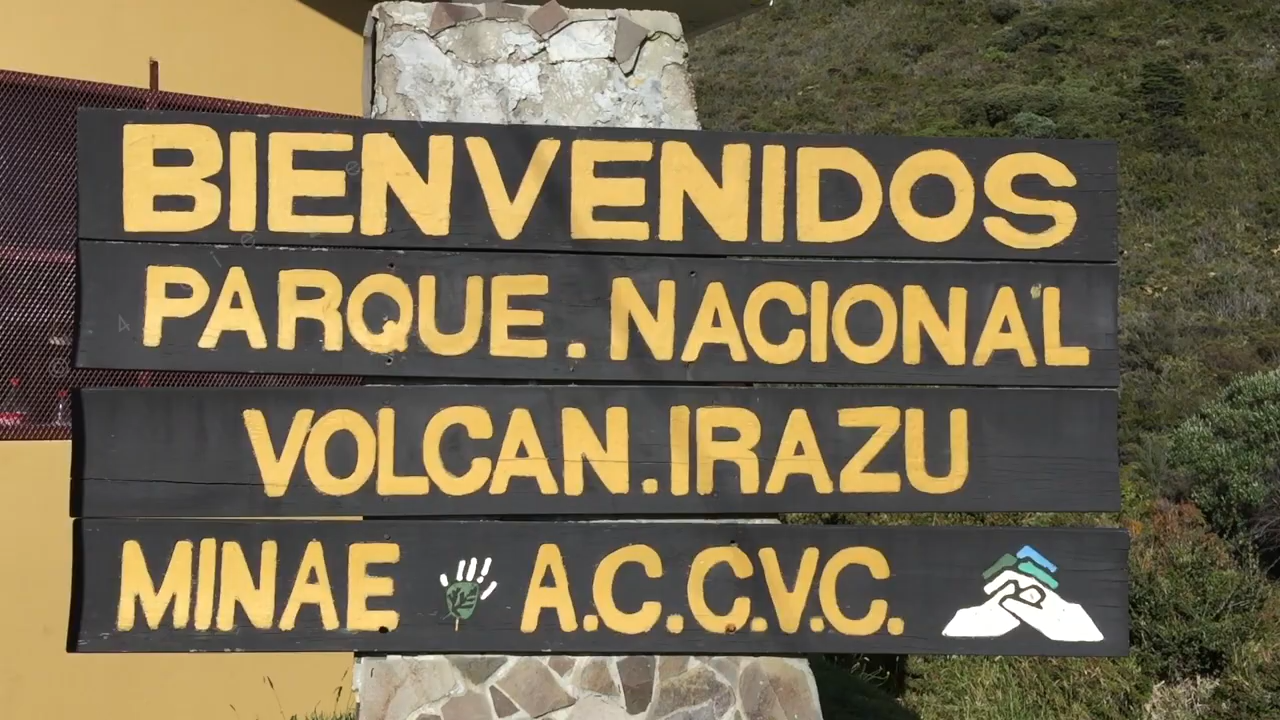 BIENVENIDOS
PARQUE . NACIONAL
VOLCAN . IRAZU
MINAE A.C.C.V.C.